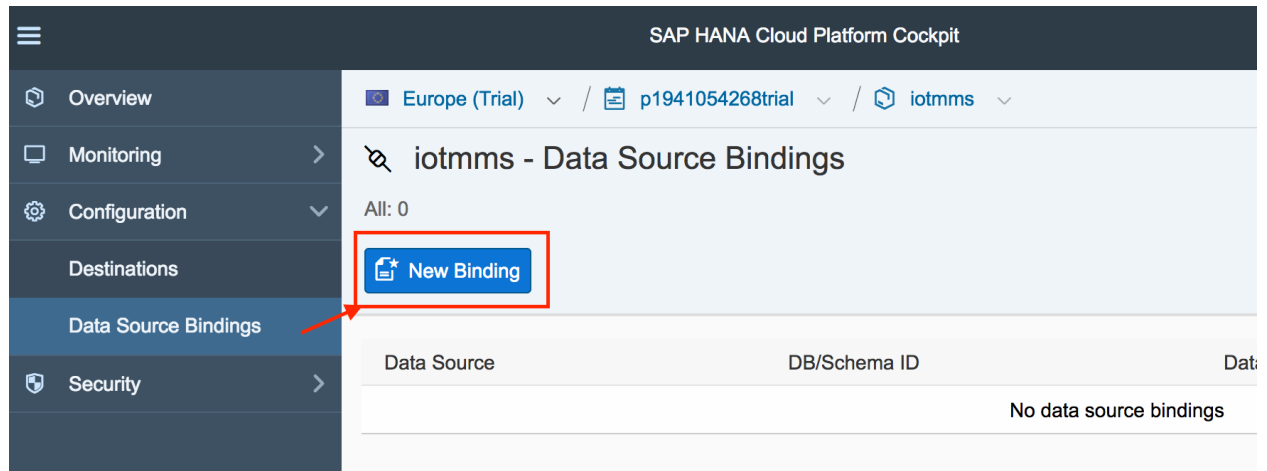 SAP HANA Cloud Platform Cockpit
Overview
Monitoring
Configuration
Destinations
Data Source Bindings
Security
Europe (Trial) / p1941054268trial / iotmms
iotmms - Data Source Bindings
All: 0
New Binding
Data Source DB/Schema ID Dat
No data source bindings